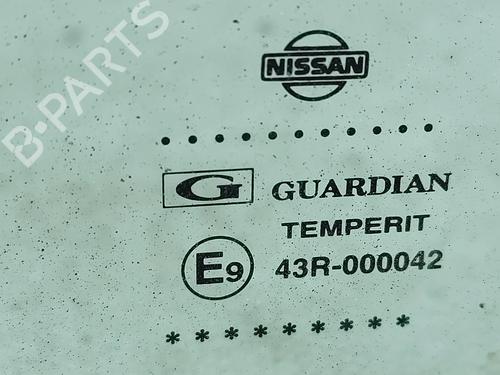 B-PARTS
NISSAN
• • • • • • • • • • •
G GUARDIAN
TEMPERIT
E9 43R-000042
* * * * * * * * *